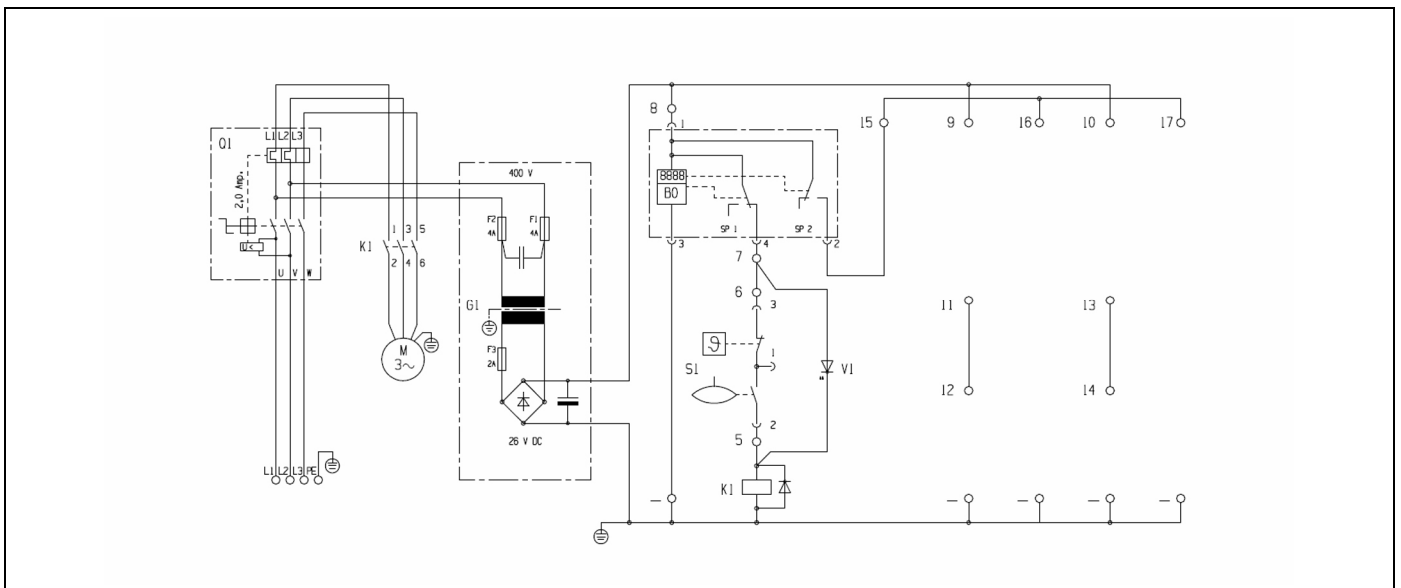 Q1
L1 L2 L3
2,0 Amp.
U<
U V W
L1 L2 L3 PE
K1
1 3 5
2 4 6
M
3~
400 V
F2
4A
F1
4A
G1
F3
2A
26 V DC
8
1
8888
B0
SP 1
SP 2
3
4
2
7
6
3
ϑ
1
S1
V1
2
5
K1
15
9
16
10
17
11
13
12
14
— — — — —